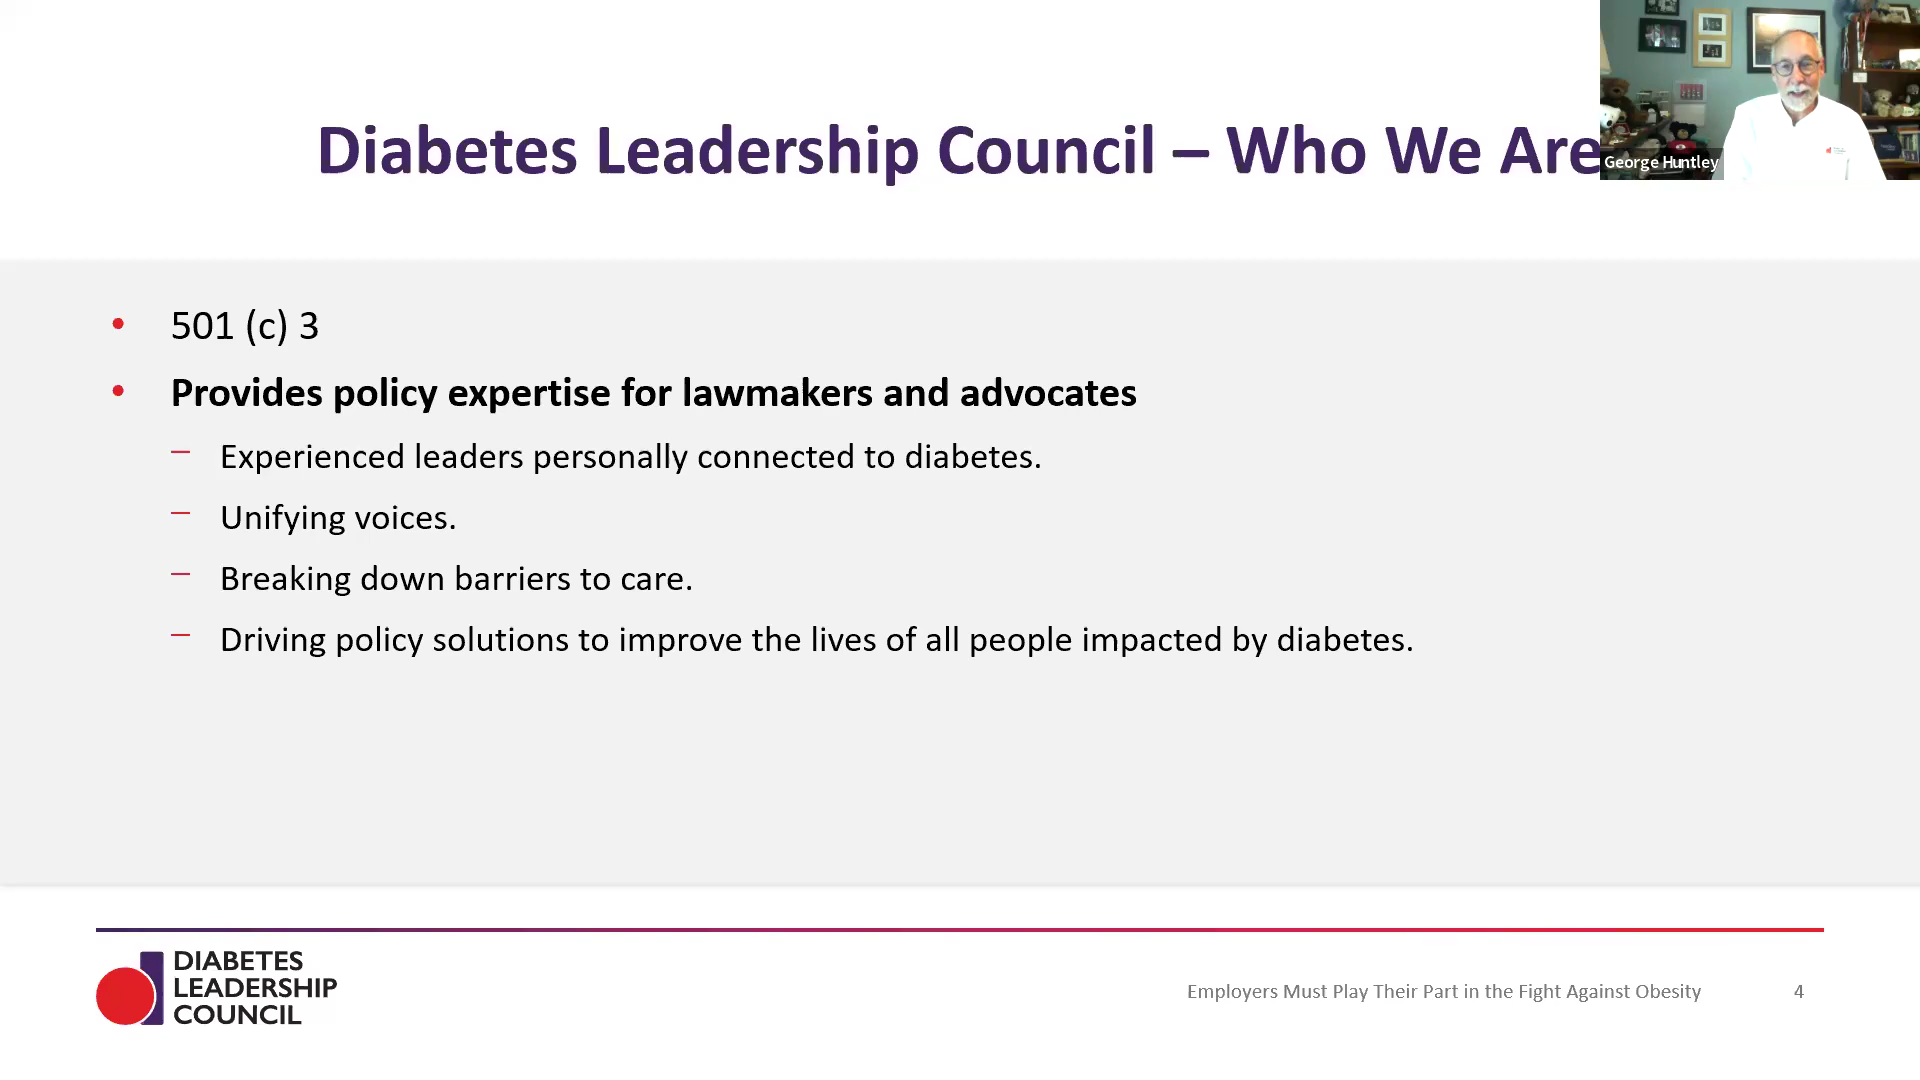 Diabetes Leadership Council – Who We Are
George Huntley
• 501 (c) 3
• Provides policy expertise for lawmakers and advocates
– Experienced leaders personally connected to diabetes.
– Unifying voices.
– Breaking down barriers to care.
– Driving policy solutions to improve the lives of all people impacted by diabetes.
DIABETES
LEADERSHIP
COUNCIL
Employers Must Play Their Part in the Fight Against Obesity
4